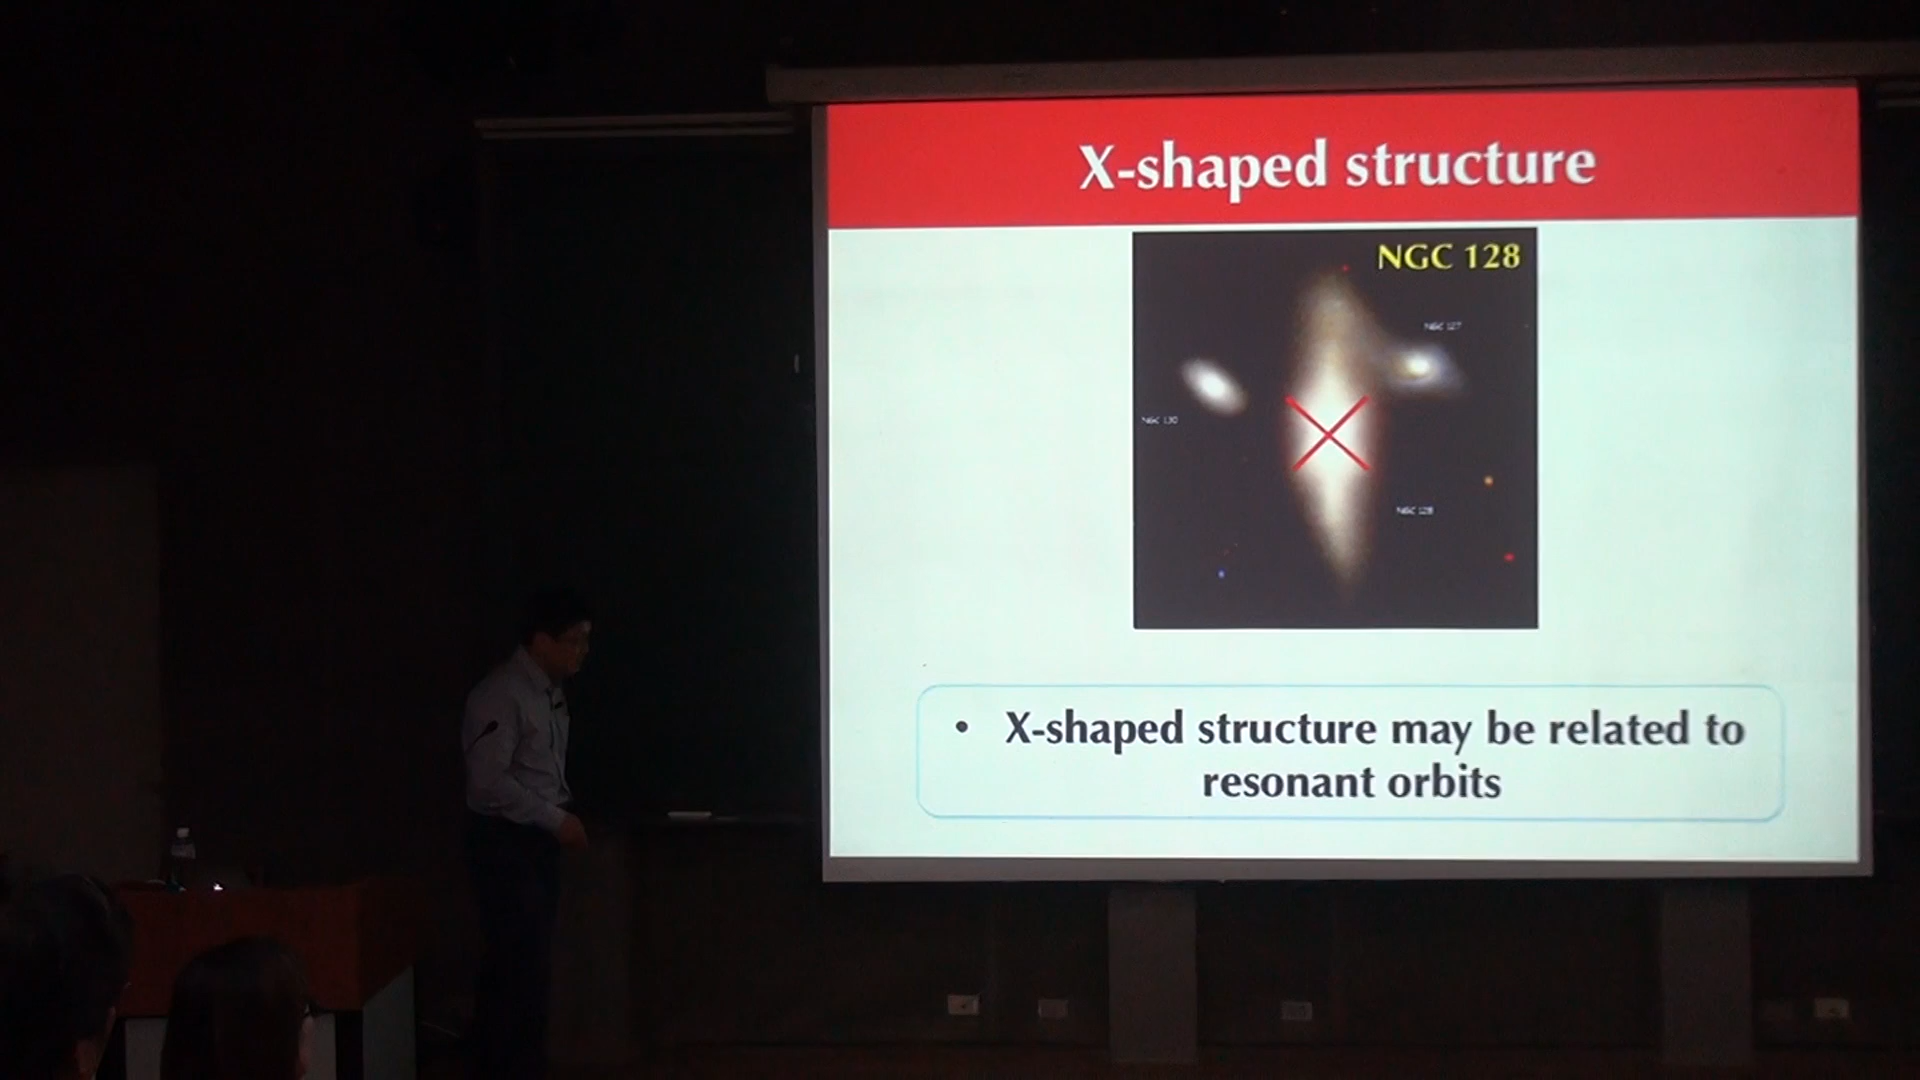 X-shaped structure
NGC 128
NGC 127
NGC 130
NGC 128
• X-shaped structure may be related to
resonant orbits